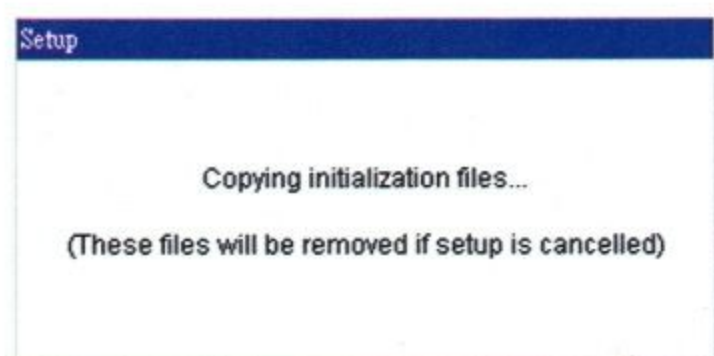 Setup
Copying initialization files...
(These files will be removed if setup is cancelled)